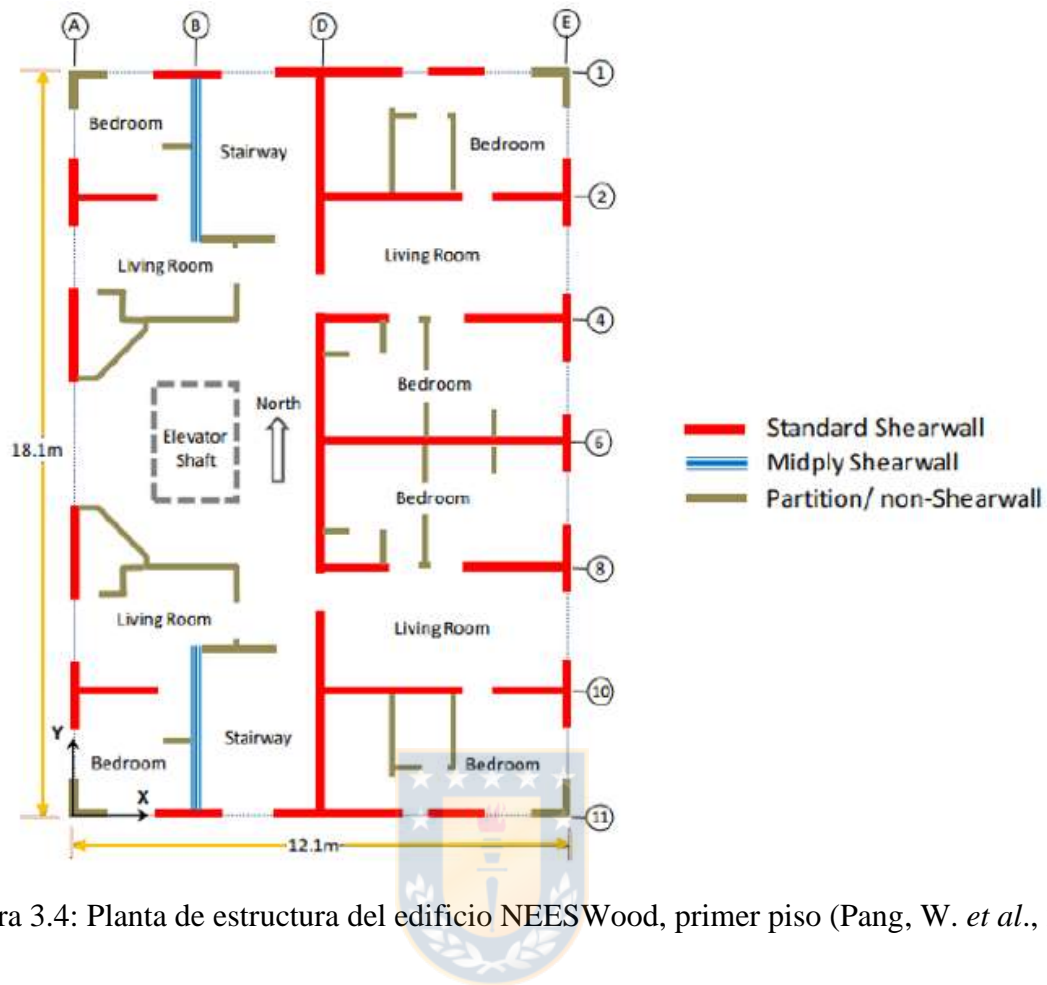 A
B
D
E
1
Bedroom
Stairway
Bedroom
2
Living Room
Living Room
4
Bedroom
North
18.1m
Elevator
Shaft
6
Standard Shearwall
Midply Shearwall
Partition/ non-Shearwall
Bedroom
8
Living Room
Living Room
10
Y
Bedroom
Stairway
Bedroom
X
11
12.1m
ra 3.4: Planta de estructura del edificio NEESWood, primer piso (Pang, W. et al.,